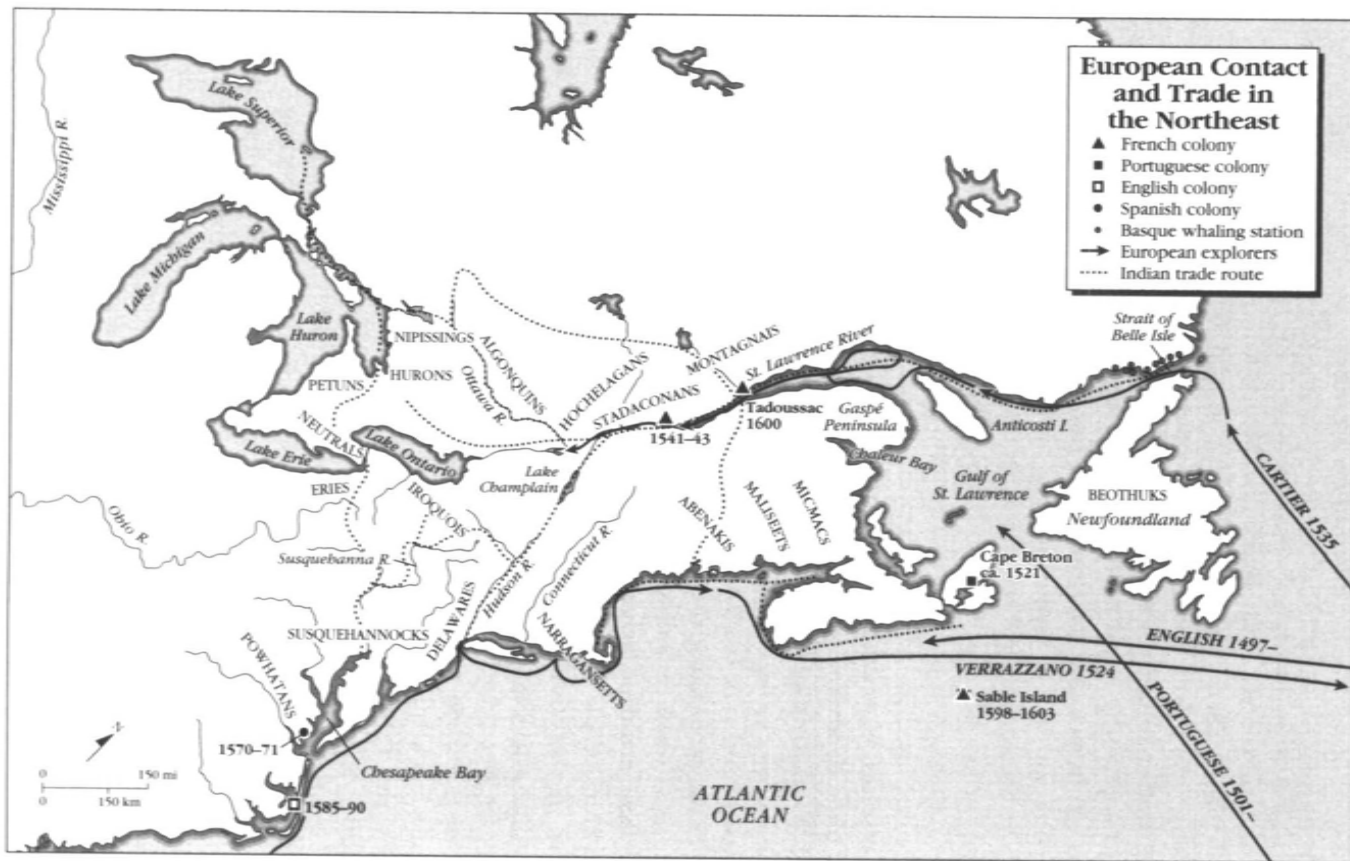 European Contact
and Trade in
the Northeast
French colony
Portuguese colony
English colony
Spanish colony
Basque whaling station
European explorers
Indian trade route
Lake Superior
Mississippi R.
Lake Michigan
Lake
Huron
NIPISSINGS
ALGONQUINS
Ottawa R.
HOCHELAGANS
MONTAGNAIS
St. Lawrence River
Strait of
Belle Isle
PETUNS
HURONS
STADACONANS
Tadoussac
1600
1541–43
Gaspé
Peninsula
Anticosti I.
NEUTRALS
Lake Erie
Lake Ontario
Lake
Champlain
Chaleur Bay
Gulf of
St. Lawrence
BEOTHUKS
Newfoundland
CARTIER 1535
ERIES
IROQUOIS
Ohio R.
Susquehanna R.
Hudson R.
Connecticut R.
ABENAKIS
MALISEETS
MICMACS
Cape Breton
ca. 1521
SUSQUEHANNOCKS
DELAWARES
NARRAGANSETTS
POWHATANS
ENGLISH 1497–
VERRAZZANO 1524
PORTUGUESE 1501–
Sable Island
1598–1603
1570–71
Chesapeake Bay
0 150 mi
0 150 km
1585–90
ATLANTIC
OCEAN